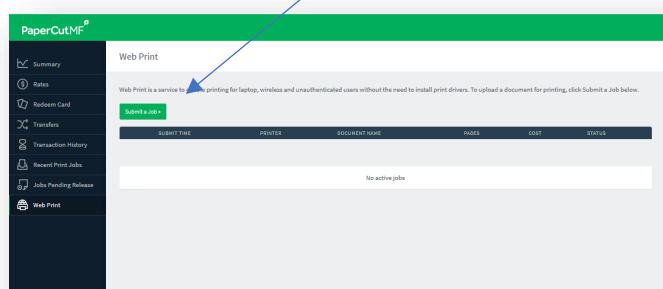 PaperCutMF
Web Print
Summary
Rates
Redeem Card
Transfers
Transaction History
Recent Print Jobs
Jobs Pending Release
Web Print
Web Print is a service to printing for laptop, wireless and unauthenticated users without the need to install print drivers. To upload a document for printing, click Submit a Job below.
Submit a Job »
SUBMIT TIME PRINTER DOCUMENT NAME PAGES COST STATUS
No active jobs